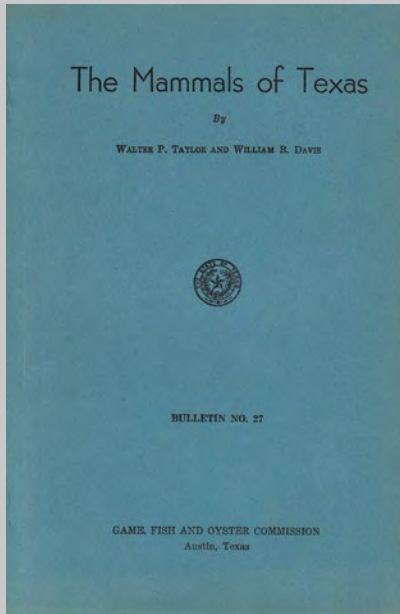 The Mammals of Texas
By
WALTER P. TAYLOR AND WILLIAM B. DAVIS
BULLETIN NO. 27
GAME, FISH AND OYSTER COMMISSION
Austin, Texas